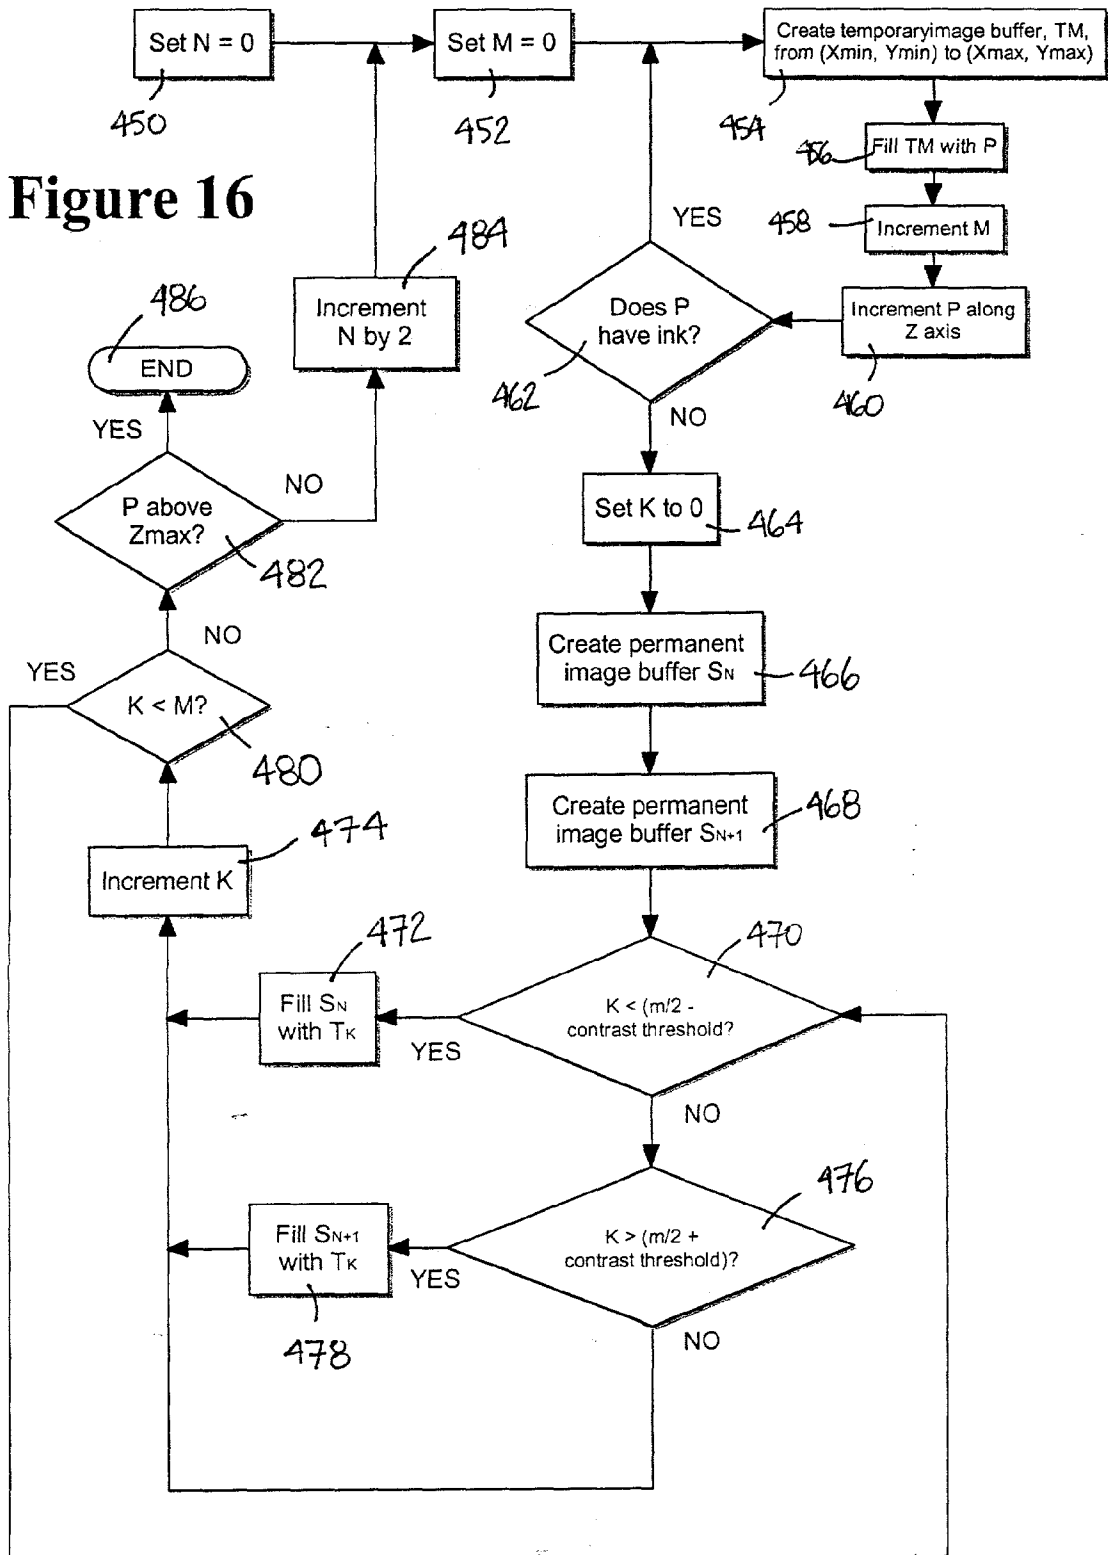 Set N = 0
450
Set M = 0
452
Create temporaryimage buffer, TM,
from (Xmin, Ymin) to (Xmax, Ymax)
454
Fill TM with P
456
Increment M
458
Increment P along
Z axis
460
Figure 16
YES
Does P
have ink?
462
NO
484
Increment
N by 2
486
END
YES
NO
P above
Zmax?
482
NO
YES
K < M?
480
474
Increment K
Set K to 0
464
Create permanent
image buffer SN
466
Create permanent
image buffer SN+1
468
470
K < (m/2 -
contrast threshold?
472
Fill SN
with TK
YES
NO
476
K > (m/2 +
contrast threshold)?
Fill SN+1
with TK
YES
478
NO